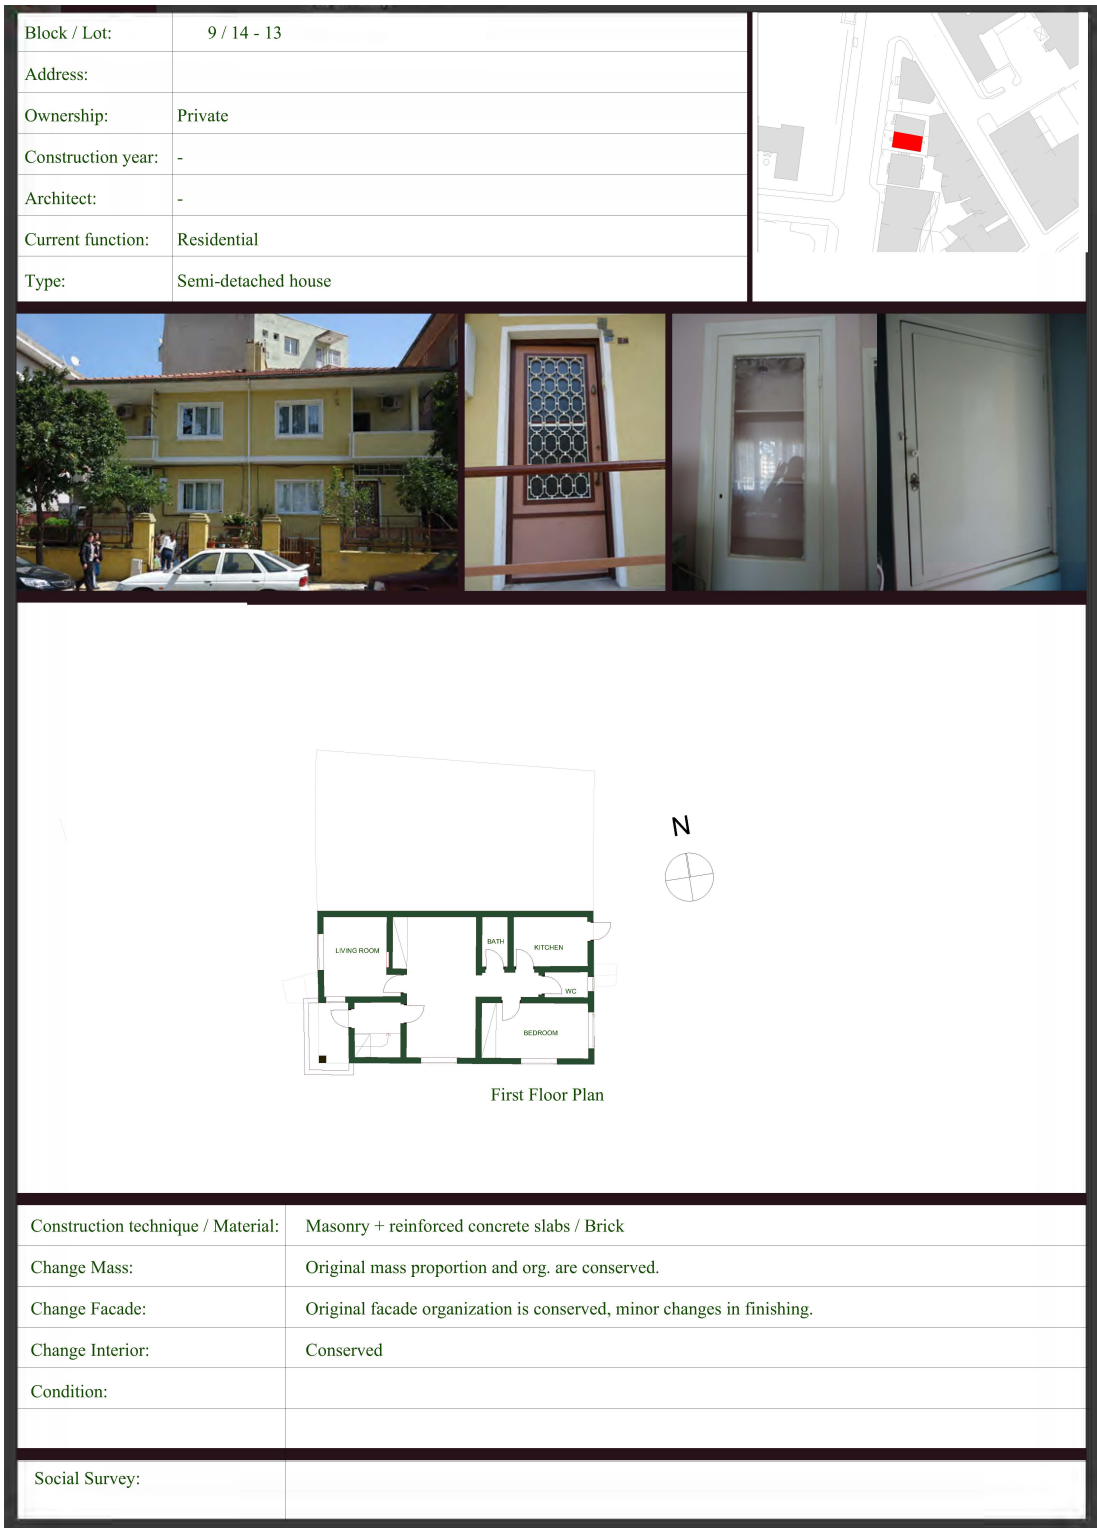 Block / Lot: 9 / 14 - 13
Address:
Ownership: Private
Construction year: -
Architect: -
Current function: Residential
Type: Semi-detached house
N
LIVING ROOM
BATH
KITCHEN
WC
BEDROOM
First Floor Plan
Construction technique / Material: Masonry + reinforced concrete slabs / Brick
Change Mass: Original mass proportion and org. are conserved.
Change Facade: Original facade organization is conserved, minor changes in finishing.
Change Interior: Conserved
Condition:
Social Survey: